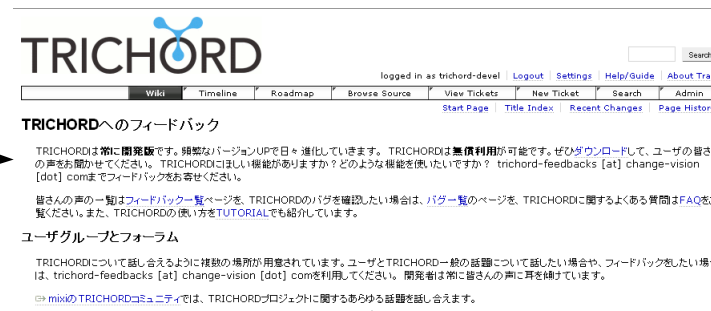 TRICHORD
Search
logged in as trichord-devel Logout Settings Help/Guide About Tra
Wiki Timeline Roadmap Browse Source View Tickets New Ticket Search Admin
Start Page Title Index Recent Changes Page Histor
TRICHORDへのフィードバック
TRICHORDは常に開発版です。頻繁なバージョンUPで日々進化していきます。 TRICHORDは無償利用が可能です。ぜひダウンロードして、ユーザの皆さ
の声をお聞かせください。 TRICHORDにほしい機能がありますか？どのような機能を使いたいですか？ trichord-feedbacks [at] change-vision
[dot] comまでフィードバックをお寄せください。
皆さんの声の一覧はフィードバック一覧ページを、TRICHORDのバグを確認したい場合は、バグ一覧のページを、TRICHORDに関するよくある質問はFAQをご
覧ください。また、TRICHORDの使い方をTUTORIALでも紹介しています。
ユーザグループとフォーラム
TRICHORDについて話し合えるように複数の場所が用意されています。ユーザとTRICHORD一般の話題について話したい場合や、フィードバックをしたい場合
は、trichord-feedbacks [at] change-vision [dot] comを利用してください。 開発者は常に皆さんの声に耳を傾けています。
mixiのTRICHORDコミュニティでは、TRICHORDプロジェクトに関するあらゆる話題を話し合えます。